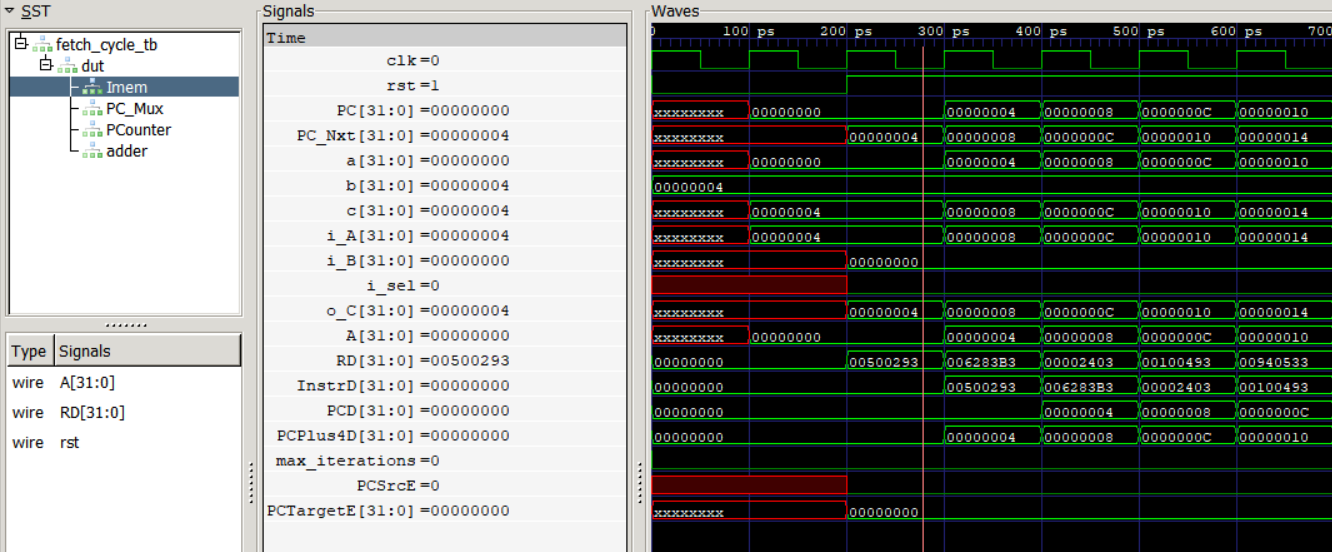 SST
fetch_cycle_tb
dut
Imem
PC_Mux
PCounter
adder
Type Signals
wire A[31:0]
wire RD[31:0]
wire rst
Signals
Time
clk=0
rst=1
PC[31:0]=00000000
PC_Nxt[31:0]=00000004
a[31:0]=00000000
b[31:0]=00000004
c[31:0]=00000004
i_A[31:0]=00000004
i_B[31:0]=00000000
i_sel=0
o_C[31:0]=00000004
A[31:0]=00000000
RD[31:0]=00500293
InstrD[31:0]=00000000
PCD[31:0]=00000000
PCPlus4D[31:0]=00000000
max_iterations=0
PCSrcE=0
PCTargetE[31:0]=00000000
Waves
0 100 ps 200 ps 300 ps 400 ps 500 ps 600 ps 700
xxxxxxxx 00000000 00000004 00000008 0000000C 00000010
xxxxxxxx 00000004 00000008 0000000C 00000010 00000014
xxxxxxxx 00000000 00000004 00000008 0000000C 00000010
00000004
xxxxxxxx 00000004 00000008 0000000C 00000010 00000014
xxxxxxxx 00000004 00000008 0000000C 00000010 00000014
xxxxxxxx 00000000
xxxxxxxx 00000004 00000008 0000000C 00000010 00000014
xxxxxxxx 00000000 00000004 00000008 0000000C 00000010
00000000 00500293 006283B3 00002403 00100493 00940533
00000000 00500293 006283B3 00002403 00100493
00000000 00000004 00000008 0000000C
00000000 00000004 00000008 0000000C 00000010
xxxxxxxx 00000000